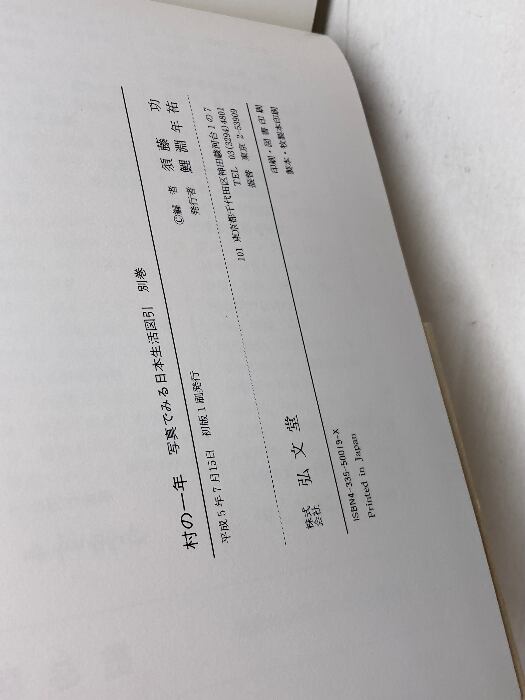 村の一年 写真でみる日本生活図引 別巻
平成5年7月15日 初版1刷発行
©編者 須藤 功
発行者 鯉淵年祐
株式会社 弘文堂
101 東京都千代田区神田駿河台1の7
TEL 03(3294)4801
振替 東京 2-53909
印刷・図書印刷
製本・牧製本印刷
ISBN4-335-50019-X
Printed in Japan